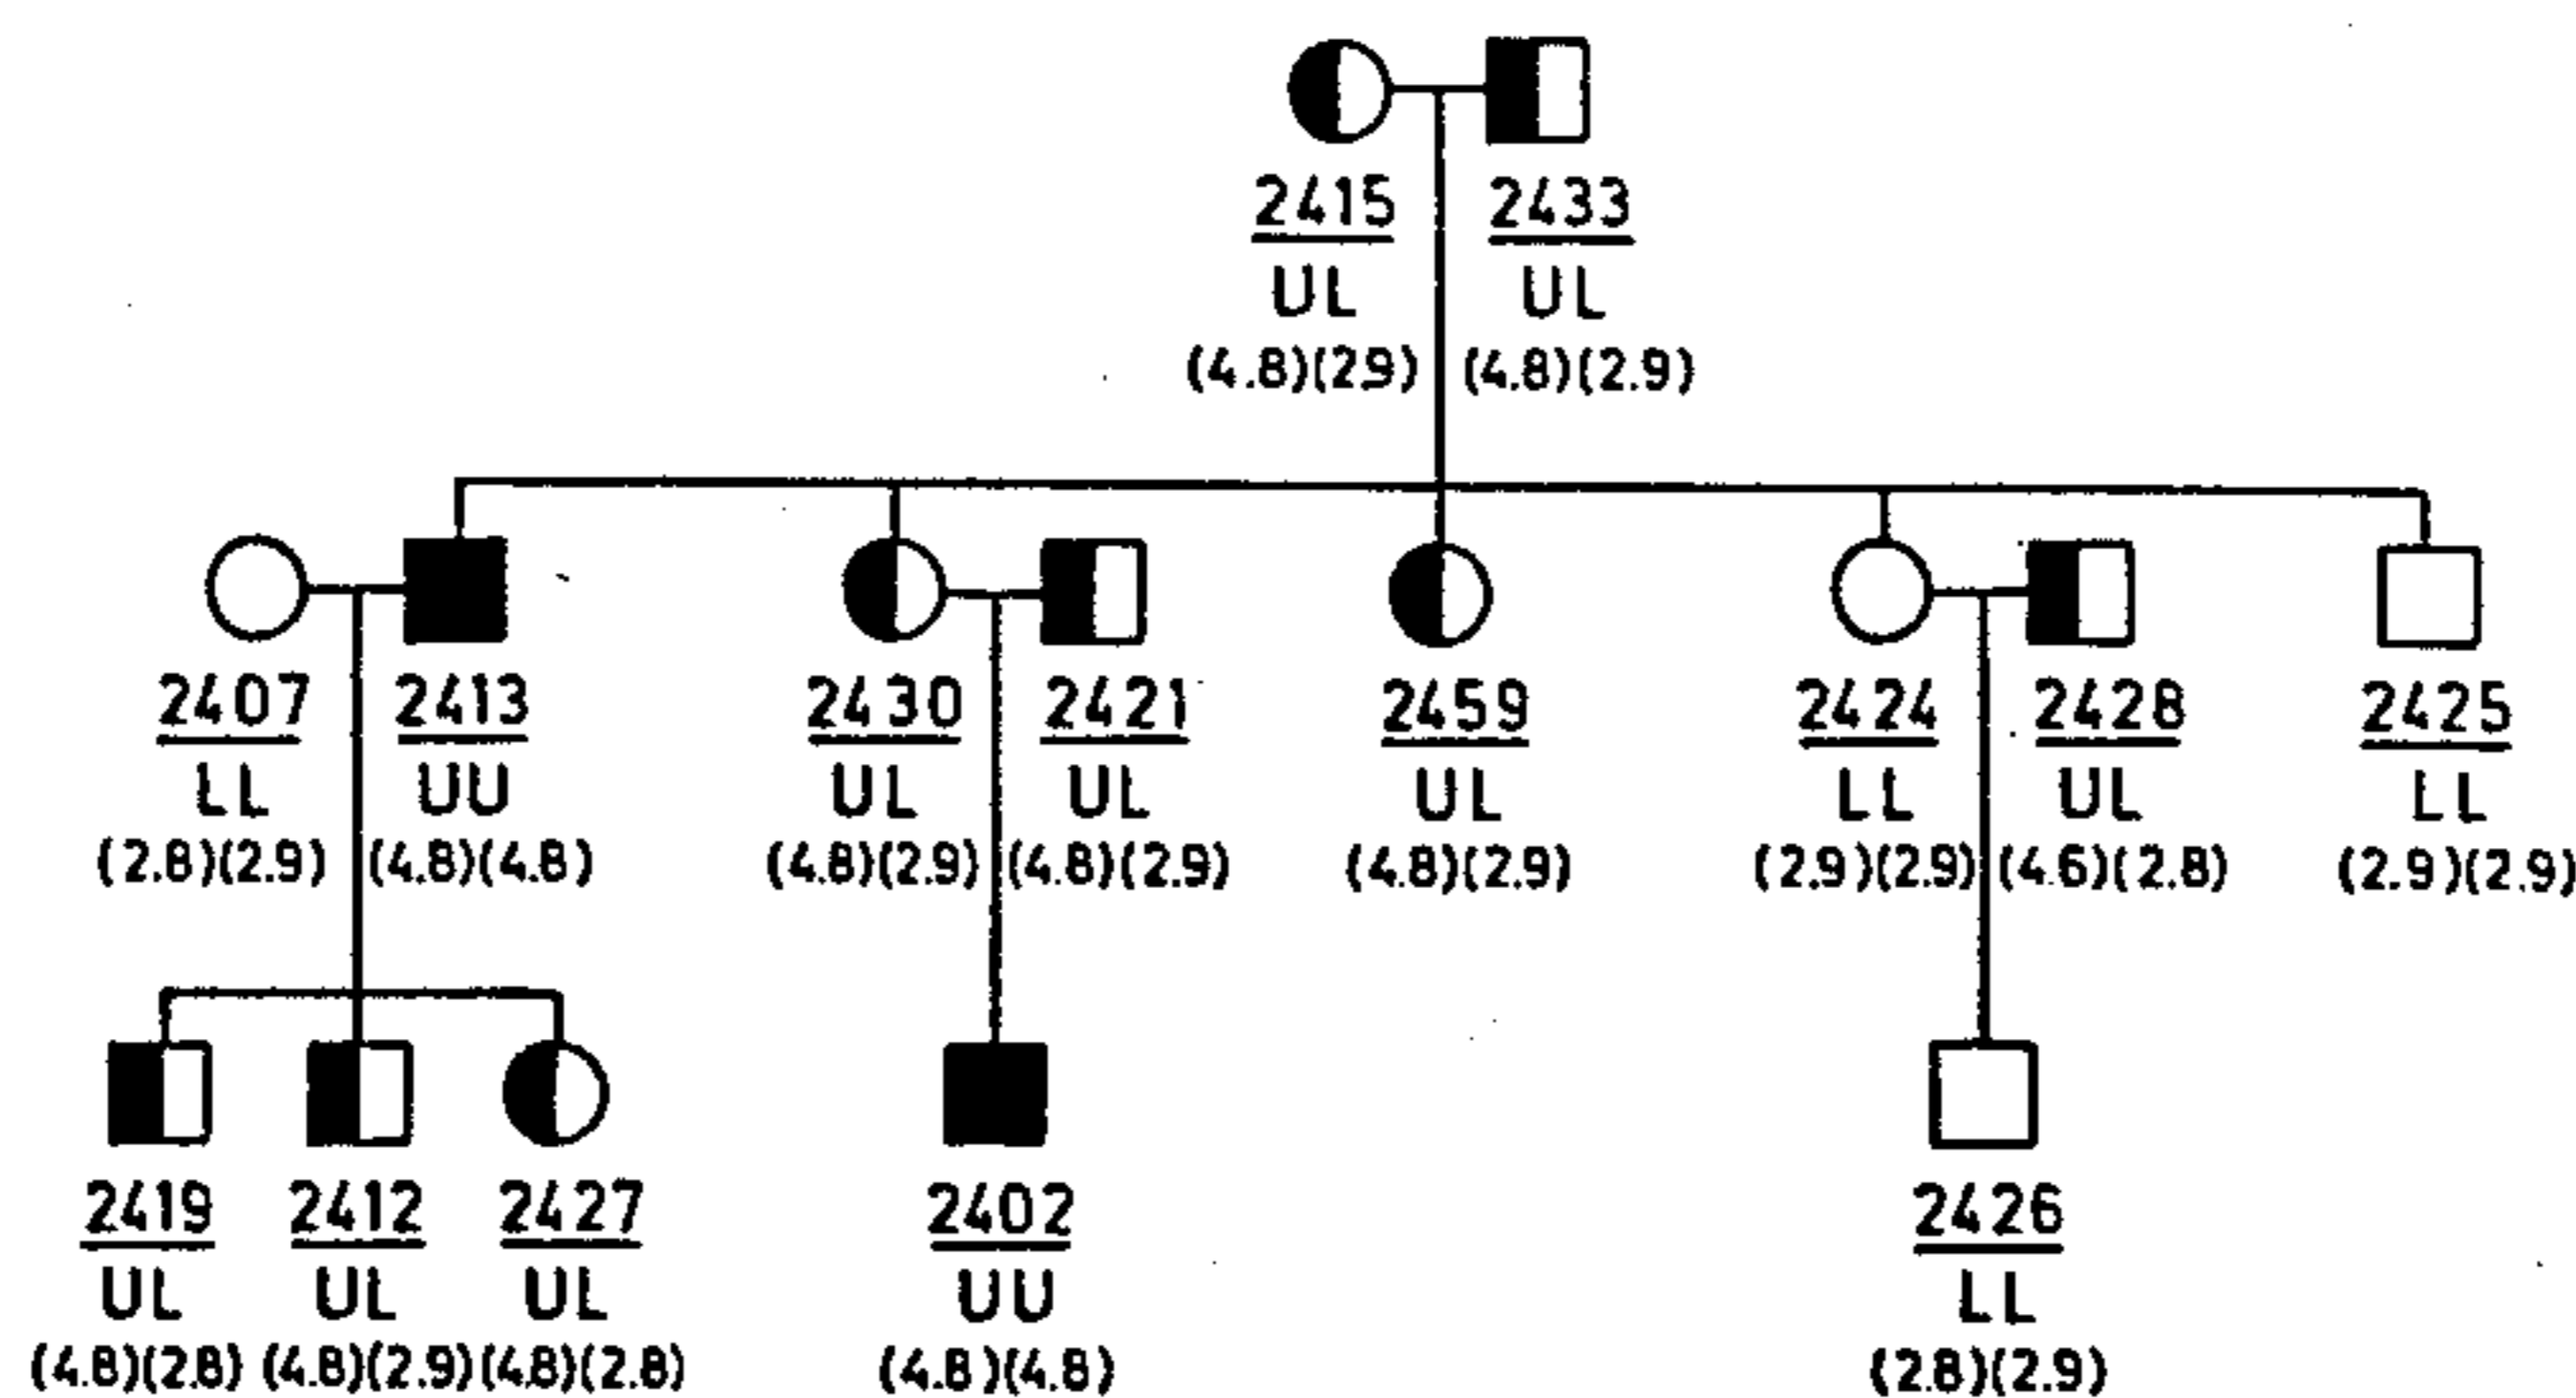 2415 2433
UL UL
(4.8)(2.9) (4.8)(2.9)
2407 2413 2430 2421 2459 2424 2428 2425
LL UU UL UL UL LL UL LL
(2.8)(2.9) (4.8)(4.8) (4.8)(2.9) (4.8)(2.9) (4.8)(2.9) (2.9)(2.9) (4.6)(2.8) (2.9)(2.9)
2419 2412 2427 2402 2426
UL UL UL UU LL
(4.8)(2.8) (4.8)(2.9) (4.8)(2.8) (4.8)(4.8) (2.8)(2.9)